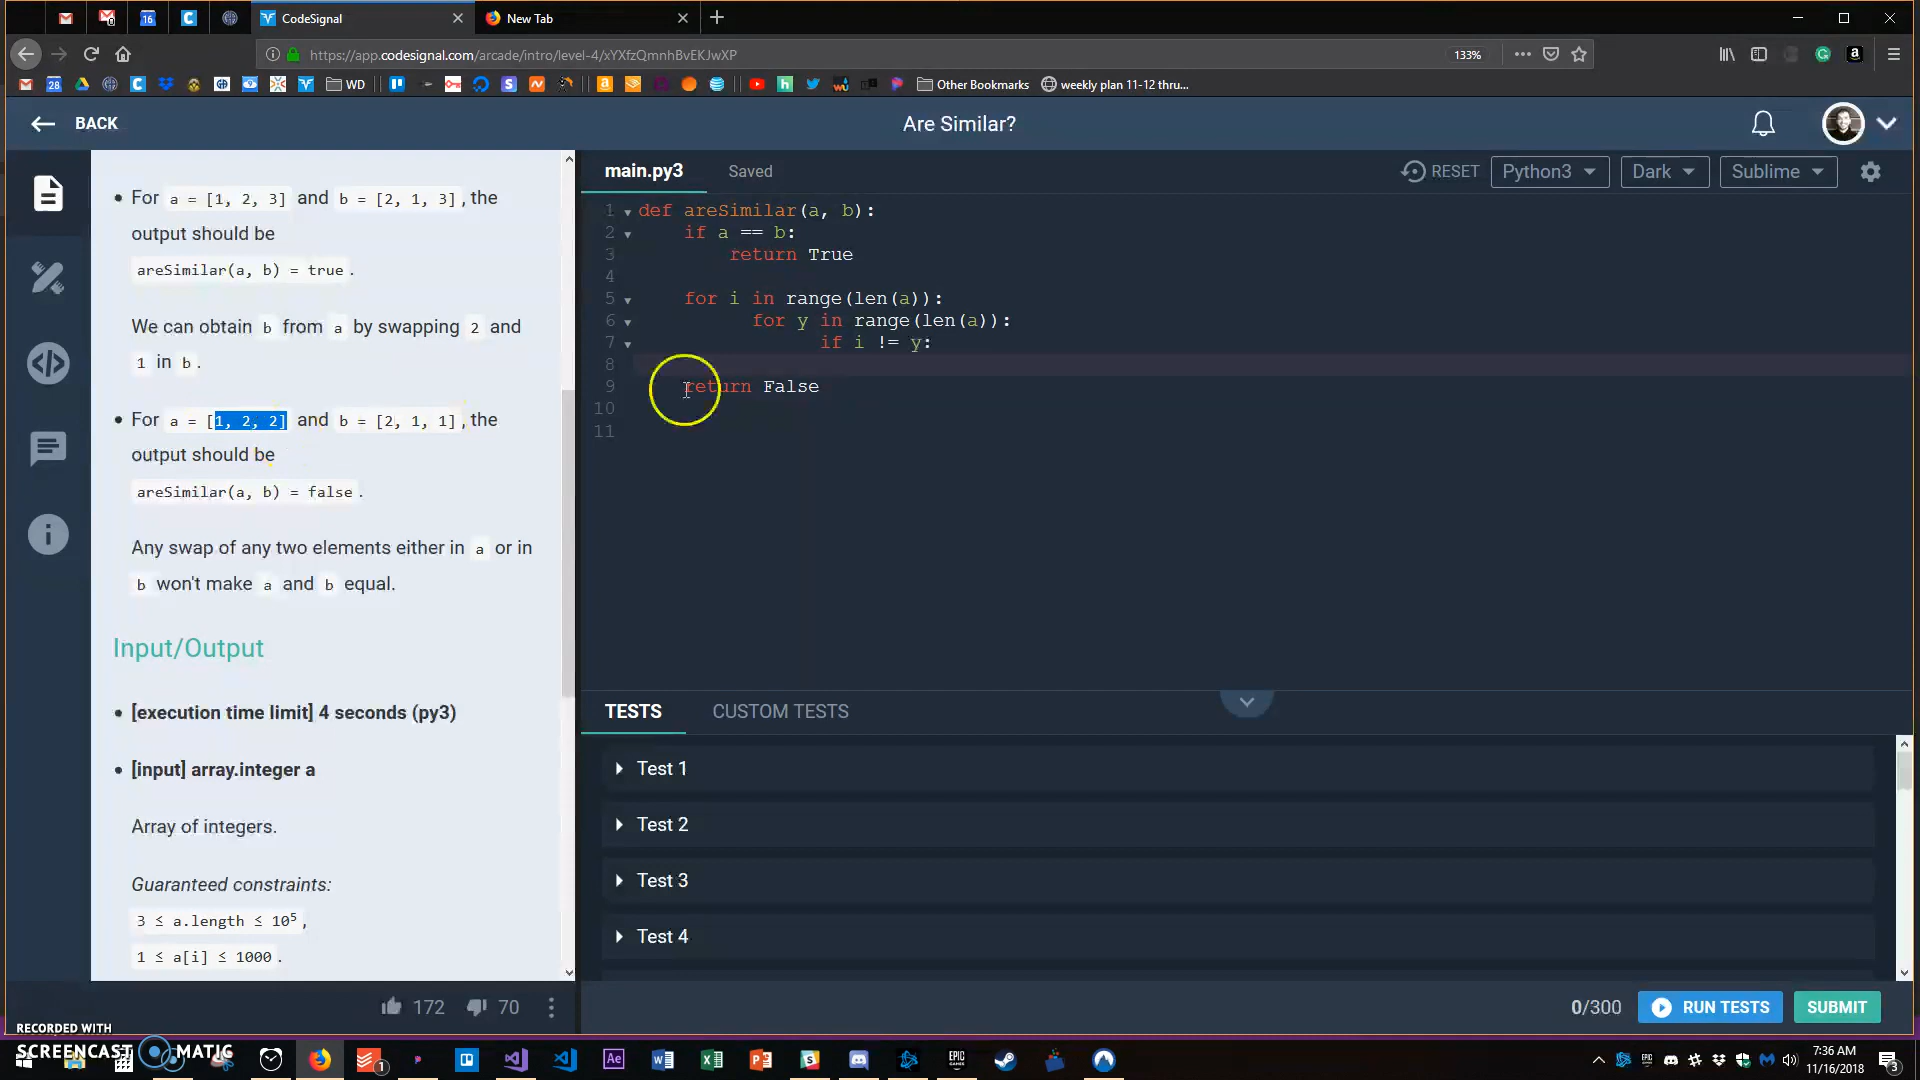 CodeSignal
New Tab
https://app.codesignal.com/arcade/intro/level-4/xYXfzQmnhBvEKJwXP
133%
WD
Other Bookmarks
weekly plan 11-12 thru...
BACK
Are Similar?
For a = [1, 2, 3] and b = [2, 1, 3], the
output should be
areSimilar(a, b) = true.
We can obtain b from a by swapping 2 and
1 in b.
For a = [1, 2, 2] and b = [2, 1, 1], the
output should be
areSimilar(a, b) = false.
Any swap of any two elements either in a or in
b won't make a and b equal.
Input/Output
[execution time limit] 4 seconds (py3)
[input] array.integer a
Array of integers.
Guaranteed constraints:
3 ≤ a.length ≤ 10⁵,
1 ≤ a[i] ≤ 1000.
172
70
main.py3
Saved
RESET
Python3
Dark
Sublime
1 def areSimilar(a, b):
2 if a == b:
3 return True
4
5 for i in range(len(a)):
6 for y in range(len(a)):
7 if i != y:
8
9 return False
10
11
TESTS
CUSTOM TESTS
Test 1
Test 2
Test 3
Test 4
0/300
RUN TESTS
SUBMIT
RECORDED WITH
SCREENCAST MATIC
7:36 AM
11/16/2018